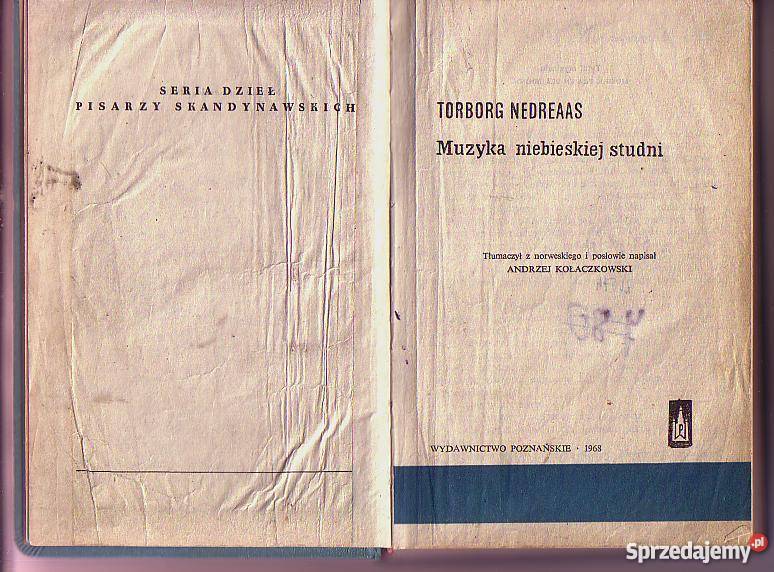 SERIA DZIEŁ
PISARZY SKANDYNAWSKICH
TORBORG NEDREAAS
Muzyka niebieskiej studni
Tłumaczył z norweskiego i posłowie napisał
ANDRZEJ KOŁACZKOWSKI
WYDAWNICTWO POZNAŃSKIE · 1968
Sprzedajemy.pl